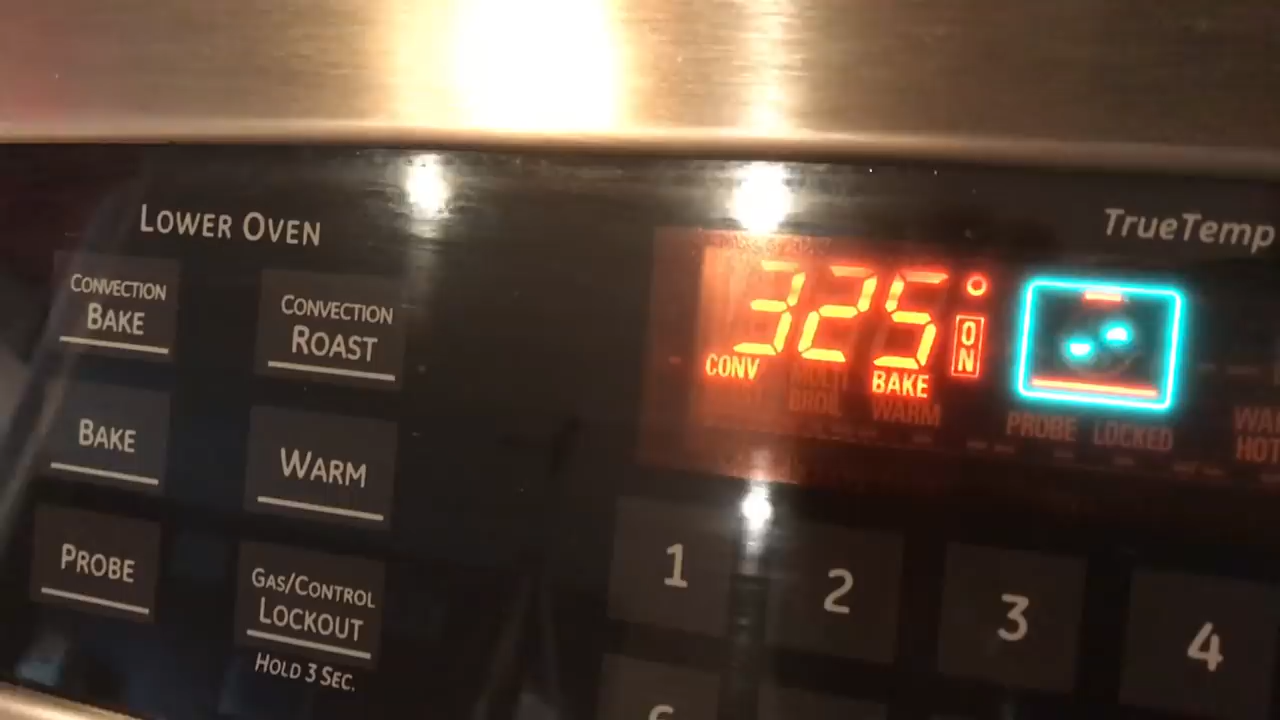 LOWER OVEN
TrueTemp
CONVECTION
BAKE
CONVECTION
ROAST
325°
ON
CONV
MULTI
BAKE
BROIL
WARM
PROBE LOCKED
HOT
BAKE
WARM
PROBE
GAS/CONTROL
LOCKOUT
HOLD 3 SEC.
1
2
3
4